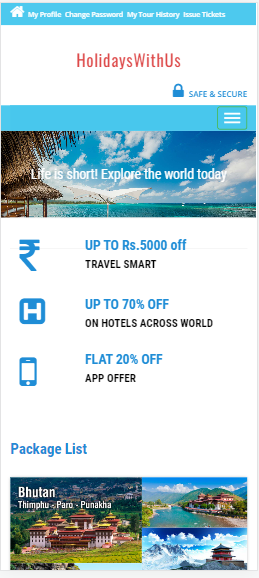 My Profile Change Password My Tour History Issue Tickets
HolidaysWithUs
SAFE & SECURE
Life is short! Explore the world today
UP TO Rs.5000 off
TRAVEL SMART
H
UP TO 70% OFF
ON HOTELS ACROSS WORLD
FLAT 20% OFF
APP OFFER
Package List
Bhutan
Thimphu - Paro - Punakha